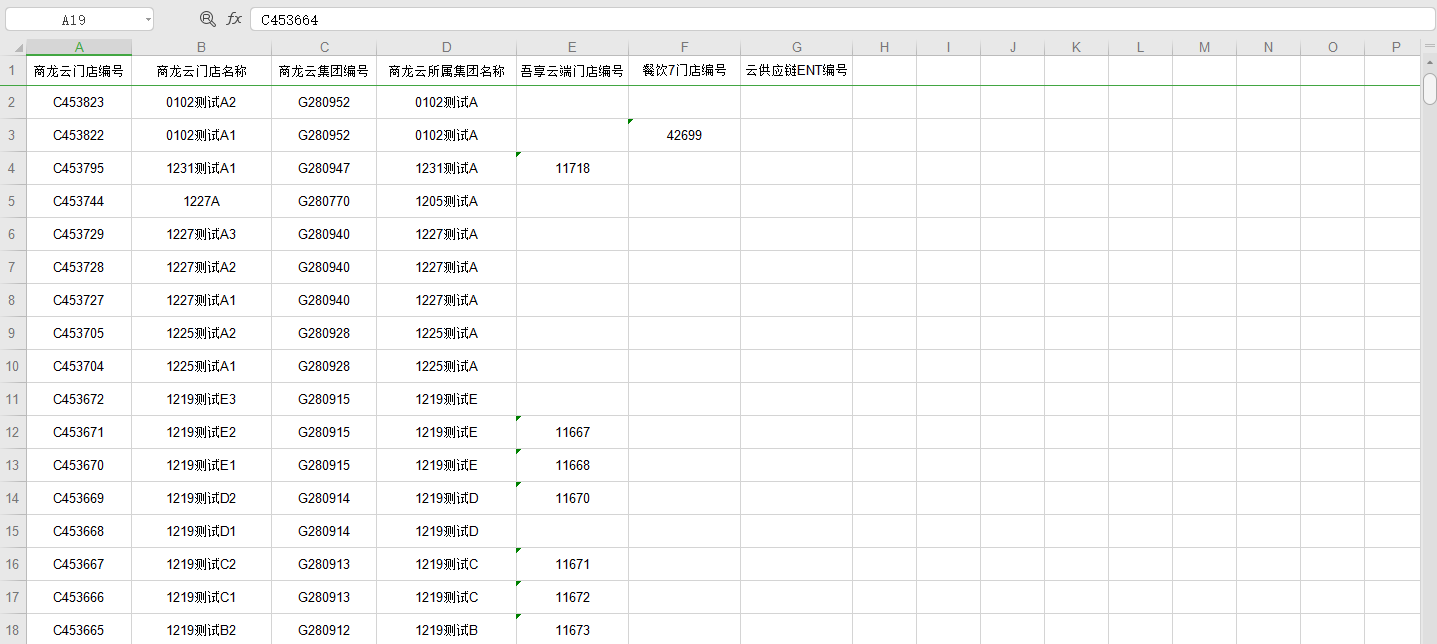 A19 fx C453664
A B C D E F G H I J K L M N O P
1 商龙云门店编号 商龙云门店名称 商龙云集团编号 商龙云所属集团名称 吾享云端门店编号 餐饮7门店编号 云供应链ENT编号
2 C453823 0102测试A2 G280952 0102测试A
3 C453822 0102测试A1 G280952 0102测试A 42699
4 C453795 1231测试A1 G280947 1231测试A 11718
5 C453744 1227A G280770 1205测试A
6 C453729 1227测试A3 G280940 1227测试A
7 C453728 1227测试A2 G280940 1227测试A
8 C453727 1227测试A1 G280940 1227测试A
9 C453705 1225测试A2 G280928 1225测试A
10 C453704 1225测试A1 G280928 1225测试A
11 C453672 1219测试E3 G280915 1219测试E
12 C453671 1219测试E2 G280915 1219测试E 11667
13 C453670 1219测试E1 G280915 1219测试E 11668
14 C453669 1219测试D2 G280914 1219测试D 11670
15 C453668 1219测试D1 G280914 1219测试D
16 C453667 1219测试C2 G280913 1219测试C 11671
17 C453666 1219测试C1 G280913 1219测试C 11672
18 C453665 1219测试B2 G280912 1219测试B 11673